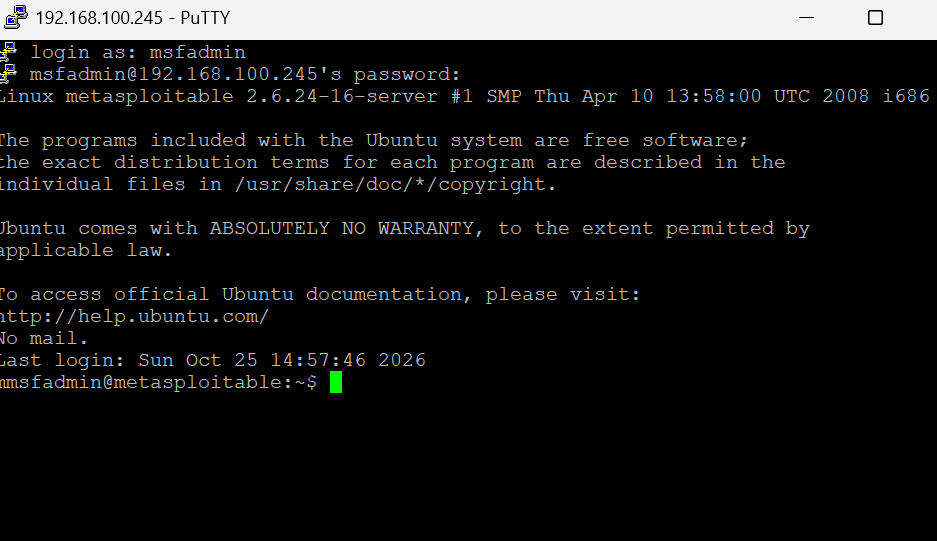 192.168.100.245 - PuTTY
login as: msfadmin
msfadmin@192.168.100.245's password:
Linux metasploitable 2.6.24-16-server #1 SMP Thu Apr 10 13:58:00 UTC 2008 i686
The programs included with the Ubuntu system are free software;
the exact distribution terms for each program are described in the
individual files in /usr/share/doc/*/copyright.
Ubuntu comes with ABSOLUTELY NO WARRANTY, to the extent permitted by
applicable law.
To access official Ubuntu documentation, please visit:
http://help.ubuntu.com/
No mail.
Last login: Sun Oct 25 14:57:46 2026
mmsfadmin@metasploitable:~$